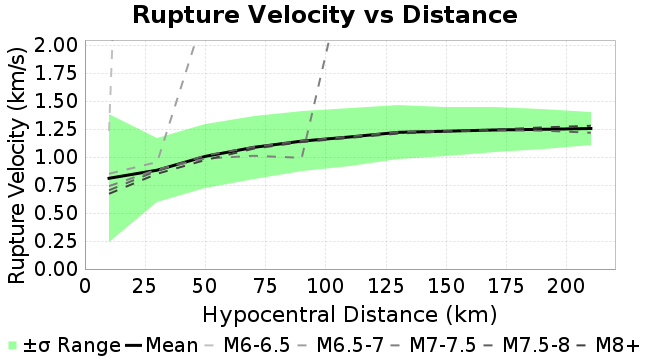 Rupture Velocity vs Distance
Rupture Velocity (km/s)
2.00
1.75
1.50
1.25
1.00
0.75
0.50
0.25
0.00
0 25 50 75 100 125 150 175 200
Hypocentral Distance (km)
±σ Range Mean M6-6.5 M6.5-7 M7-7.5 M7.5-8 M8+